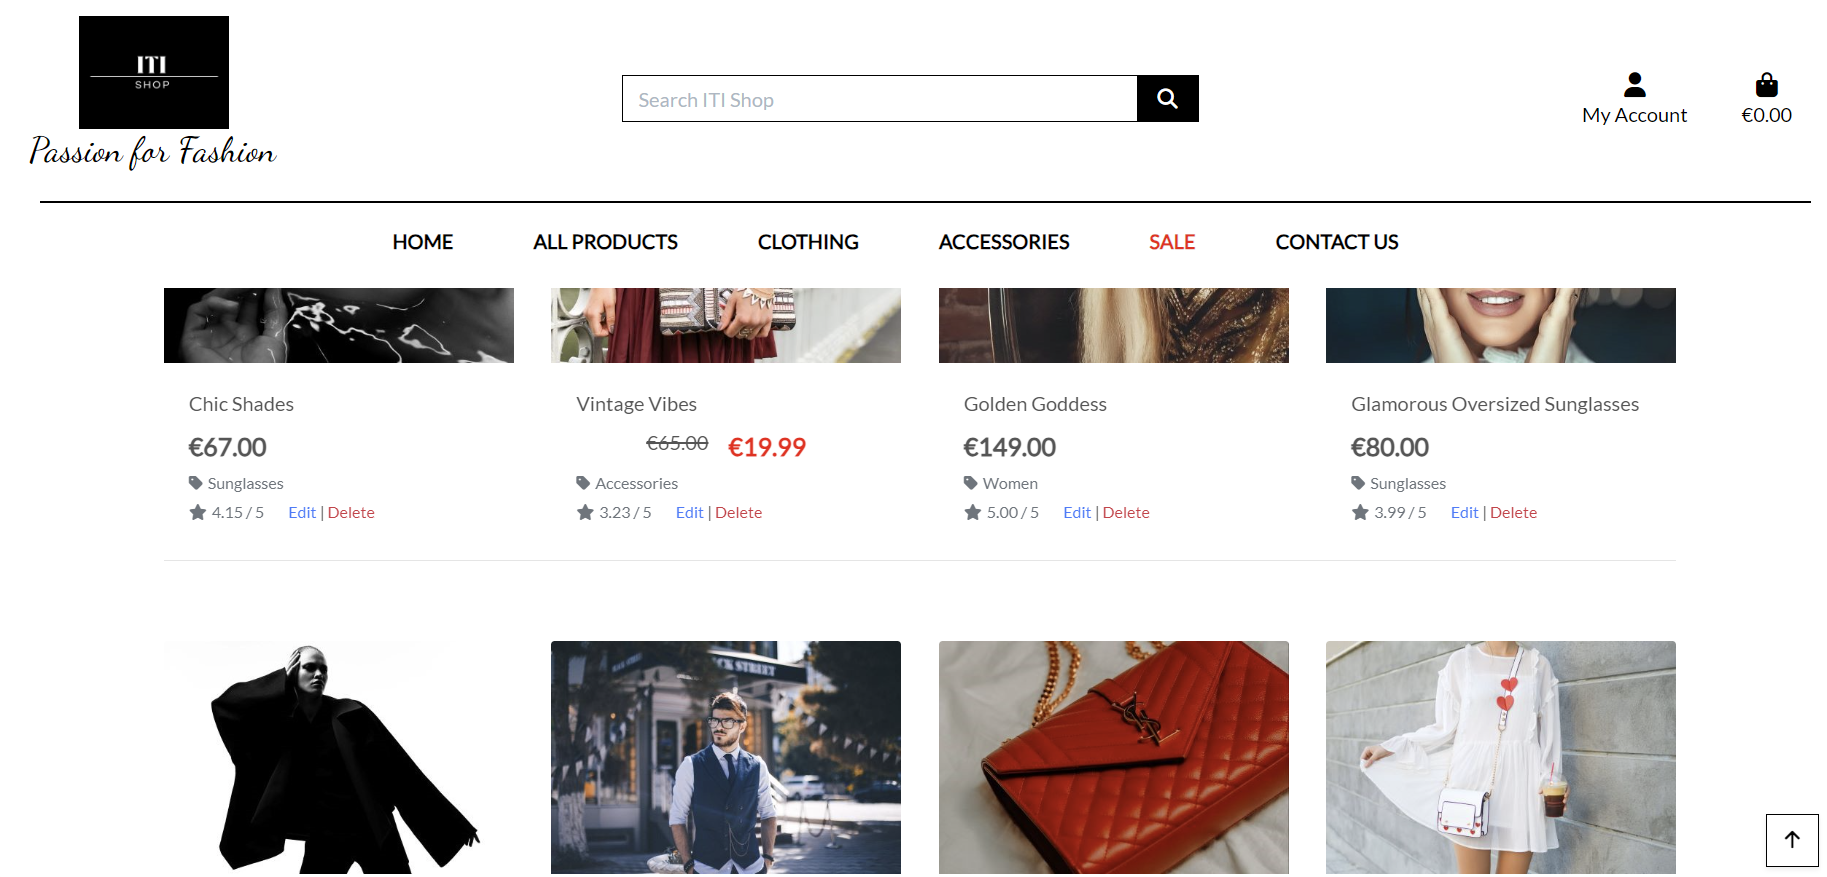 ITI
SHOP
Passion for Fashion
Search ITI Shop
My Account
€0.00
HOME ALL PRODUCTS CLOTHING ACCESSORIES SALE CONTACT US
Chic Shades
€67.00
Sunglasses
4.15 / 5 Edit | Delete
Vintage Vibes
€65.00 €19.99
Accessories
3.23 / 5 Edit | Delete
Golden Goddess
€149.00
Women
5.00 / 5 Edit | Delete
Glamorous Oversized Sunglasses
€80.00
Sunglasses
3.99 / 5 Edit | Delete
STREET
YSL